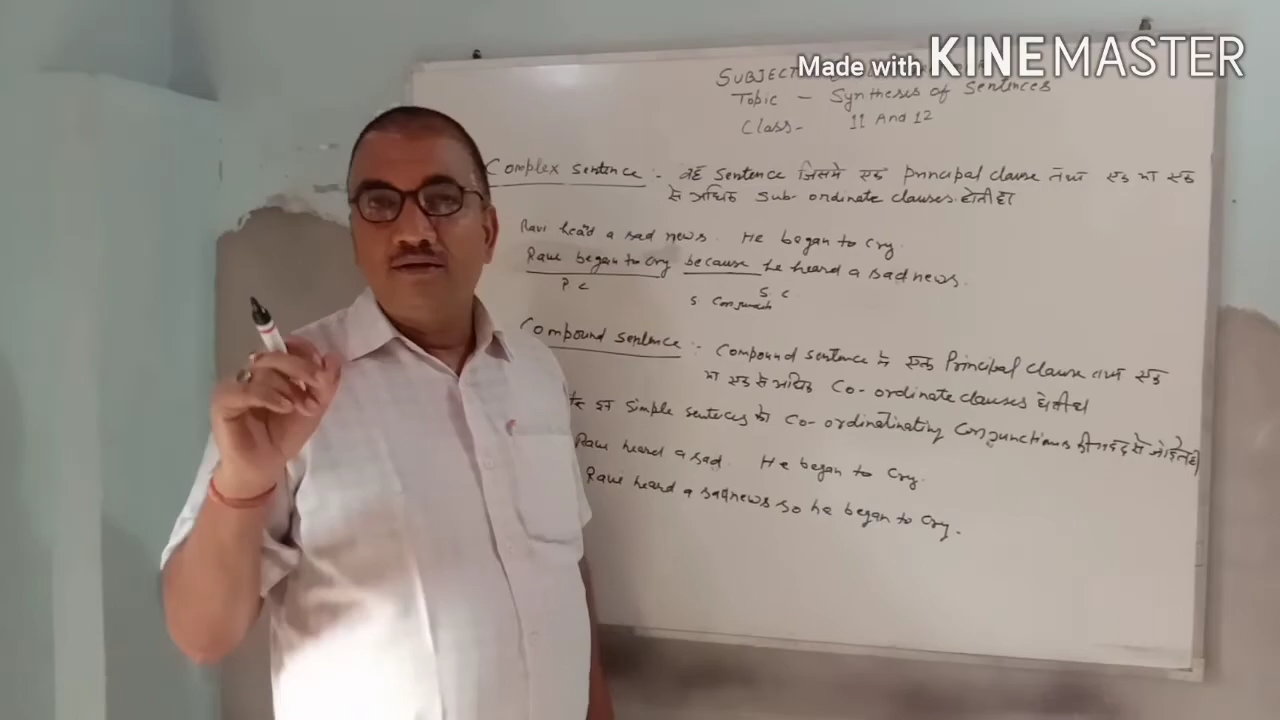 Made with KINEMASTER
SUBJECT
Topic - Synthesis of Sentences
Class- 11 And 12
Complex sentence :- वह sentence जिसमे एक principal clause तथा एक या एक
से अधिक sub-ordinate clauses होती है।
Ravi heard a sad news. He began to cry.
Ravi began to cry because he heard a sad news.
P C
S C
S Conjunction
Compound sentence :- Compound sentence मे एक Principal clause तथा एक
या एक से अधिक Co-ordinate clauses होती है।
इन simple sentences को Co-ordinatinating Conjunctions की मदद से जोड़ते है।
Ravi heard a sad. He began to cry.
Ravi heard a sad news so he began to cry.